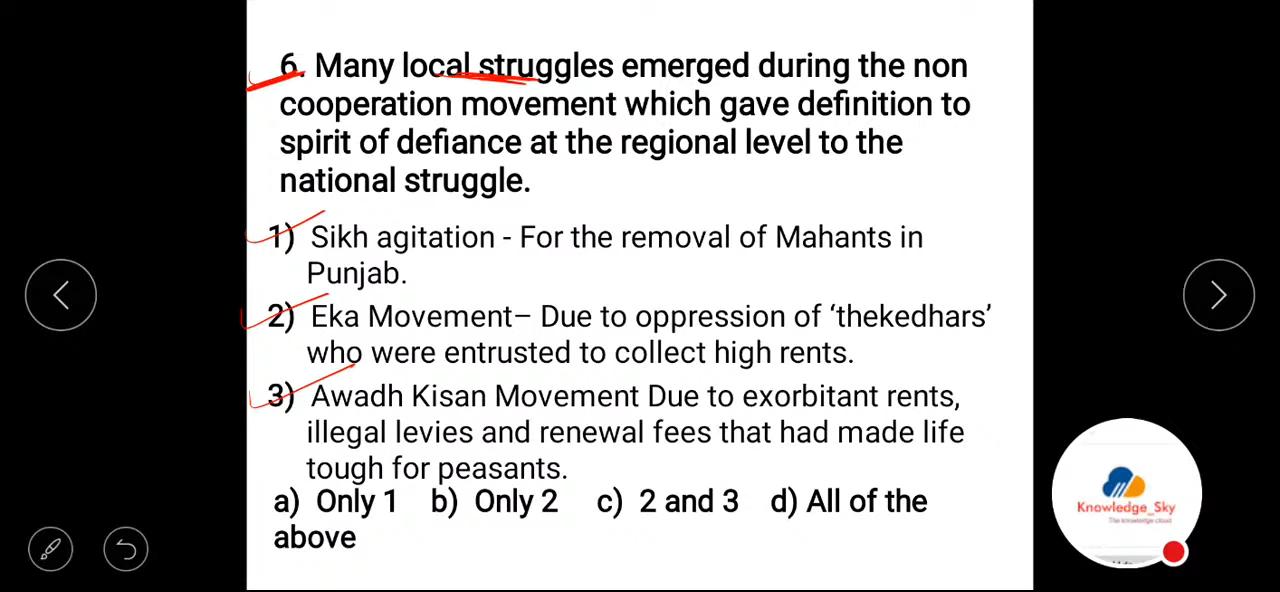 6. Many local struggles emerged during the non
cooperation movement which gave definition to
spirit of defiance at the regional level to the
national struggle.
1) Sikh agitation - For the removal of Mahants in
Punjab.
2) Eka Movement– Due to oppression of ‘thekedhars’
who were entrusted to collect high rents.
3) Awadh Kisan Movement Due to exorbitant rents,
illegal levies and renewal fees that had made life
tough for peasants.
a) Only 1 b) Only 2 c) 2 and 3 d) All of the
above
Knowledge_Sky
The knowledge cloud